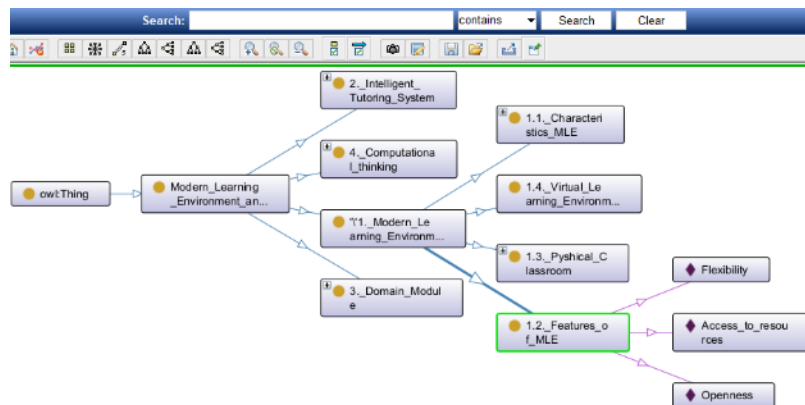 Search:
contains
Search
Clear
2._Intelligent_
Tutoring_System
4._Computationa
l_thinking
owl:Thing
Modern_Learning
_Environment_an...
"\"1._Modern_Le
arning_Environm...
3._Domain_Modul
e
1.1._Characteri
stics_MLE
1.4._Virtual_Le
arning_Environm...
1.3._Pyshical_C
lassroom
1.2._Features_o
f_MLE
Flexibility
Access_to_resou
rces
Openness